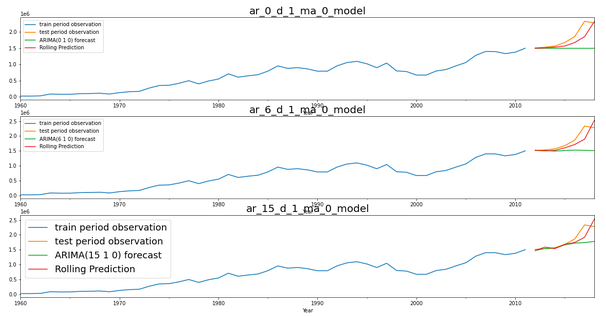 ar_0_d_1_ma_0_model
1e6
train period observation
test period observation
ARIMA(0 1 0) forecast
Rolling Prediction
2.0
1.5
1.0
0.5
0.0
1960 1970 1980 1990 2000 2010
ar_6_d_1_ma_0_model
1e6
train period observation
test period observation
ARIMA(6 1 0) forecast
Rolling Prediction
2.5
2.0
1.5
1.0
0.5
0.0
1960 1970 1980 1990 2000 2010
ar_15_d_1_ma_0_model
1e6
train period observation
test period observation
ARIMA(15 1 0) forecast
Rolling Prediction
2.5
2.0
1.5
1.0
0.5
0.0
1960 1970 1980 1990 2000 2010
Year